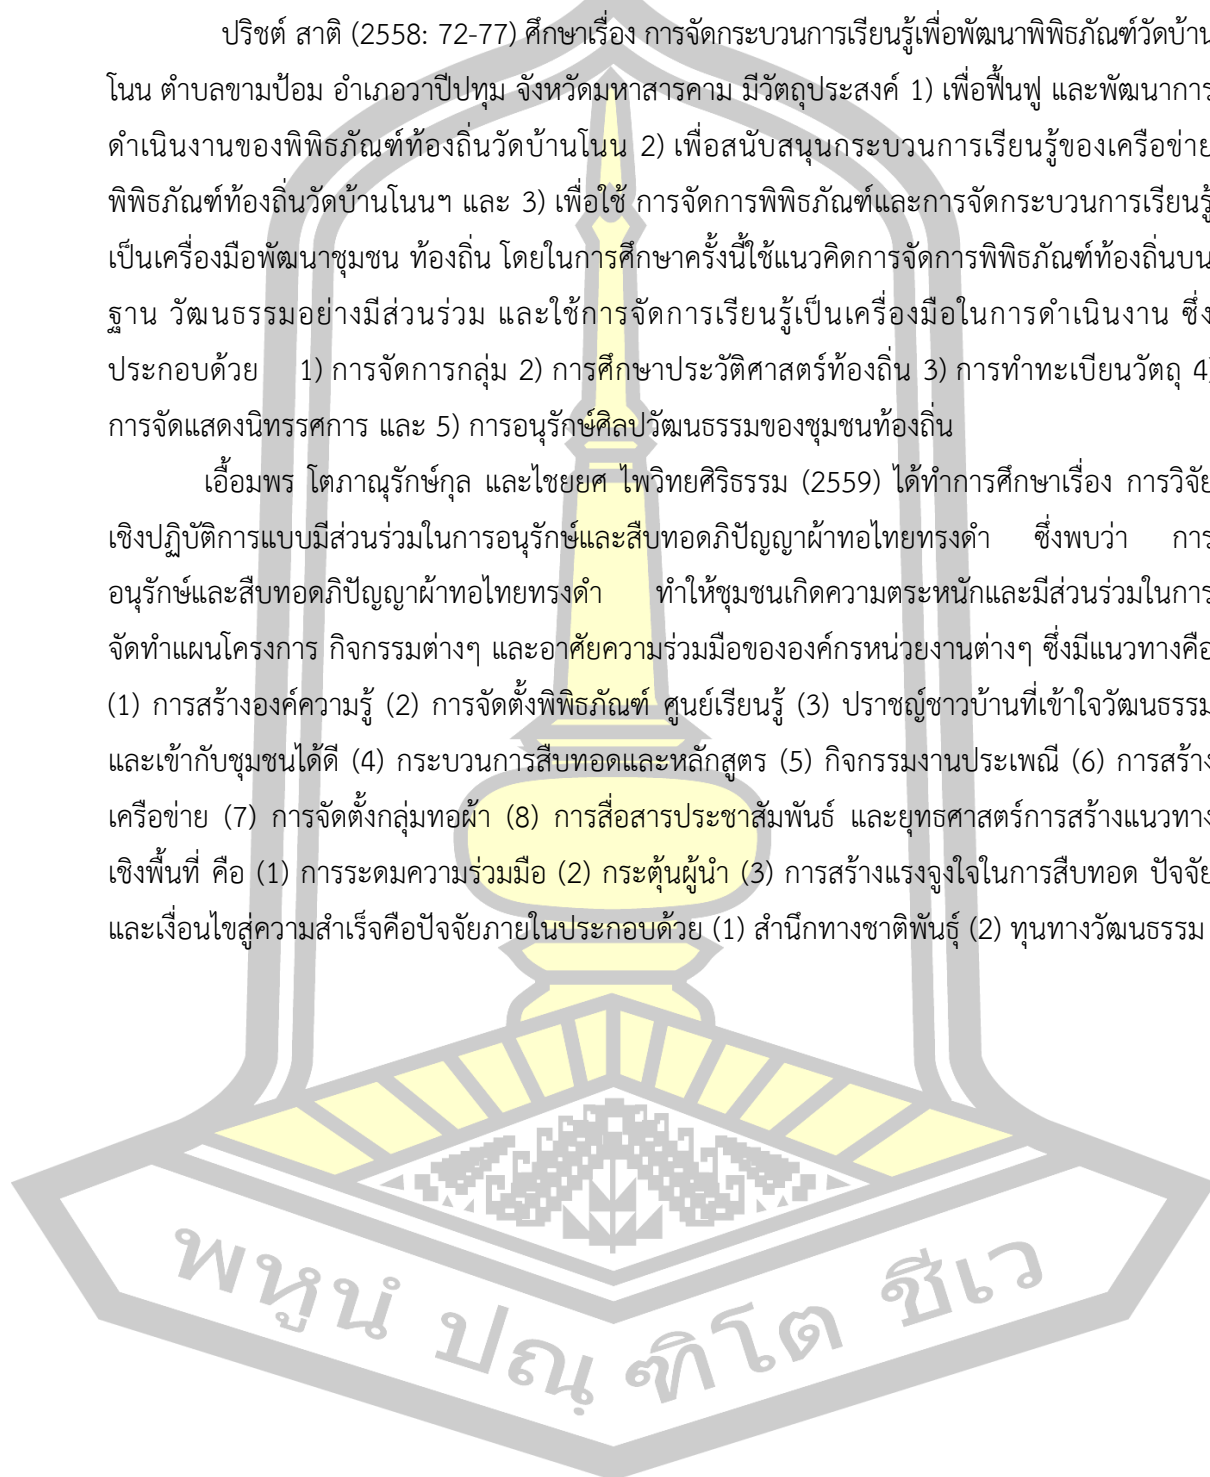 ปริชต์ สาติ (2558: 72-77) ศึกษาเรื่อง การจัดกระบวนการเรียนรู้เพื่อพัฒนาพิพิธภัณฑ์วัดบ้าน
โนน ตำบลขามป้อม อำเภอวาปีปทุม จังหวัดมหาสารคาม มีวัตถุประสงค์ 1) เพื่อฟื้นฟู และพัฒนาการ
ดำเนินงานของพิพิธภัณฑ์ท้องถิ่นวัดบ้านโนน 2) เพื่อสนับสนุนกระบวนการเรียนรู้ของเครือข่าย
พิพิธภัณฑ์ท้องถิ่นวัดบ้านโนนฯ และ 3) เพื่อใช้ การจัดการพิพิธภัณฑ์และการจัดกระบวนการเรียนรู้
เป็นเครื่องมือพัฒนาชุมชน ท้องถิ่น โดยในการศึกษาครั้งนี้ใช้แนวคิดการจัดการพิพิธภัณฑ์ท้องถิ่นบน
ฐาน วัฒนธรรมอย่างมีส่วนร่วม และใช้การจัดการเรียนรู้เป็นเครื่องมือในการดำเนินงาน ซึ่ง
ประกอบด้วย 1) การจัดการกลุ่ม 2) การศึกษาประวัติศาสตร์ท้องถิ่น 3) การทำทะเบียนวัตถุ 4)
การจัดแสดงนิทรรศการ และ 5) การอนุรักษ์ศิลปวัฒนธรรมของชุมชนท้องถิ่น
เอื้อมพร โตภาณุรักษ์กุล และไชยยศ ไพวิทยศิริธรรม (2559) ได้ทำการศึกษาเรื่อง การวิจัย
เชิงปฏิบัติการแบบมีส่วนร่วมในการอนุรักษ์และสืบทอดภิปัญญาผ้าทอไทยทรงดำ ซึ่งพบว่า การ
อนุรักษ์และสืบทอดภิปัญญาผ้าทอไทยทรงดำ ทำให้ชุมชนเกิดความตระหนักและมีส่วนร่วมในการ
จัดทำแผนโครงการ กิจกรรมต่างๆ และอาศัยความร่วมมือขององค์กรหน่วยงานต่างๆ ซึ่งมีแนวทางคือ
(1) การสร้างองค์ความรู้ (2) การจัดตั้งพิพิธภัณฑ์ ศูนย์เรียนรู้ (3) ปราชญ์ชาวบ้านที่เข้าใจวัฒนธรรม
และเข้ากับชุมชนได้ดี (4) กระบวนการสืบทอดและหลักสูตร (5) กิจกรรมงานประเพณี (6) การสร้าง
เครือข่าย (7) การจัดตั้งกลุ่มทอผ้า (8) การสื่อสารประชาสัมพันธ์ และยุทธศาสตร์การสร้างแนวทาง
เชิงพื้นที่ คือ (1) การระดมความร่วมมือ (2) กระตุ้นผู้นำ (3) การสร้างแรงจูงใจในการสืบทอด ปัจจัย
และเงื่อนไขสู่ความสำเร็จคือปัจจัยภายในประกอบด้วย (1) สำนึกทางชาติพันธุ์ (2) ทุนทางวัฒนธรรม
พหูนํ ปณฺฑิโต ชีเว